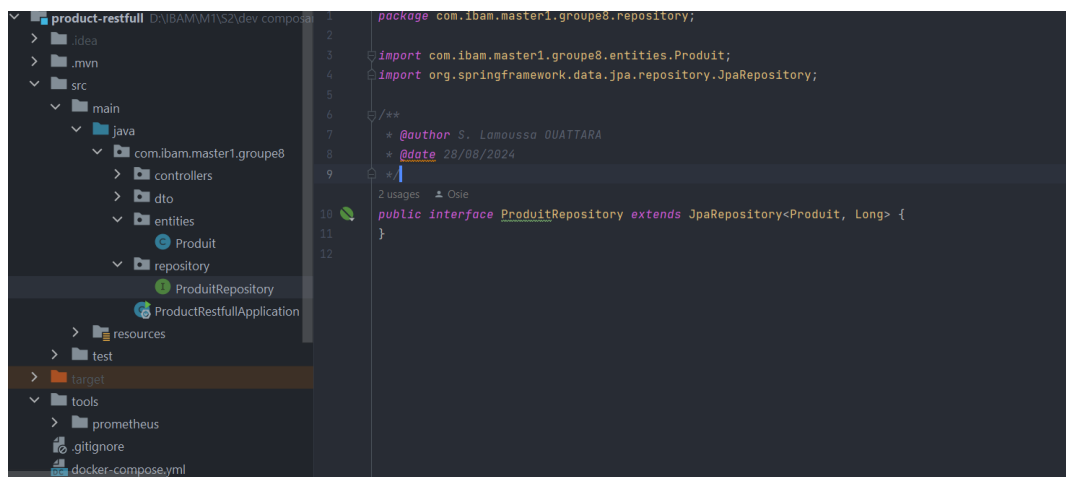 product-restfull D:\IBAM\M1\S2\dev composa
.idea
.mvn
src
main
java
com.ibam.master1.groupe8
controllers
dto
entities
Produit
repository
ProduitRepository
ProductRestfullApplication
resources
test
target
tools
prometheus
.gitignore
docker-compose.yml
1 package com.ibam.master1.groupe8.repository;
2
3 import com.ibam.master1.groupe8.entities.Produit;
4 import org.springframework.data.jpa.repository.JpaRepository;
5
6 /**
7 * @author S. Lamoussa OUATTARA
8 * @date 28/08/2024
9 */
2 usages Osie
10 public interface ProduitRepository extends JpaRepository<Produit, Long> {
11 }
12